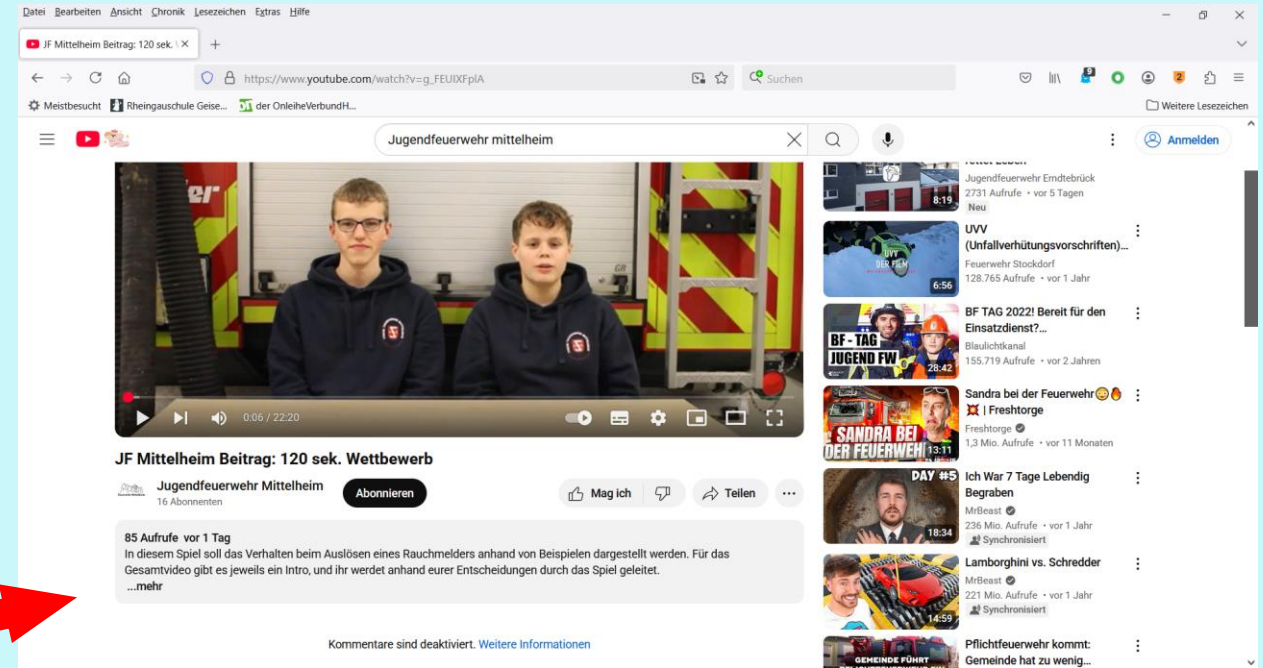 Datei Bearbeiten Ansicht Chronik Lesezeichen Extras Hilfe
JF Mittelheim Beitrag: 120 sek.
https://www.youtube.com/watch?v=g_FEUIXFplA
Suchen
9
2
Meistbesucht Rheingauschule Geise... der OnleiheVerbundH...
Weitere Lesezeichen
Jugendfeuerwehr mittelheim
Anmelden
GR
0:06 / 22:20
JF Mittelheim Beitrag: 120 sek. Wettbewerb
Jugendfeuerwehr Mittelheim
16 Abonnenten
Abonnieren
Mag ich
Teilen
85 Aufrufe vor 1 Tag
In diesem Spiel soll das Verhalten beim Auslösen eines Rauchmelders anhand von Beispielen dargestellt werden. Für das
Gesamtvideo gibt es jeweils ein Intro, und ihr werdet anhand eurer Entscheidungen durch das Spiel geleitet.
...mehr
Kommentare sind deaktiviert. Weitere Informationen
8:19
Jugendfeuerwehr Erndtebrück
2731 Aufrufe • vor 5 Tagen
Neu
UVV
DER FILM
6:56
UVV
(Unfallverhütungsvorschriften)...
Feuerwehr Stockdorf
128.765 Aufrufe • vor 1 Jahr
BF - TAG
JUGEND FW
28:42
BF TAG 2022! Bereit für den
Einsatzdienst?...
Blaulichtkanal
155.719 Aufrufe • vor 2 Jahren
SANDRA BEI
DER FEUERWEHR
13:11
Sandra bei der Feuerwehr😳🔥
💥 | Freshtorge
Freshtorge
1,3 Mio. Aufrufe • vor 11 Monaten
DAY #5
18:34
Ich War 7 Tage Lebendig
Begraben
MrBeast
236 Mio. Aufrufe • vor 1 Jahr
Synchronisiert
14:59
Lamborghini vs. Schredder
MrBeast
221 Mio. Aufrufe • vor 1 Jahr
Synchronisiert
GEMEINDE FÜHRT
Pflichtfeuerwehr kommt:
Gemeinde hat zu wenig...